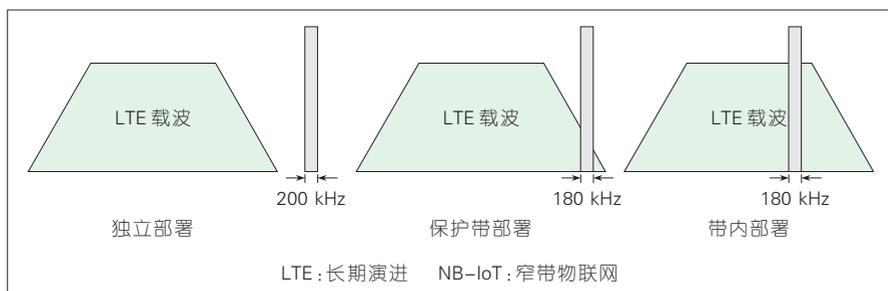 LTE 载波 LTE 载波 LTE 载波
200 kHz 180 kHz 180 kHz
独立部署 保护带部署 带内部署
LTE:长期演进 NB-IoT:窄带物联网